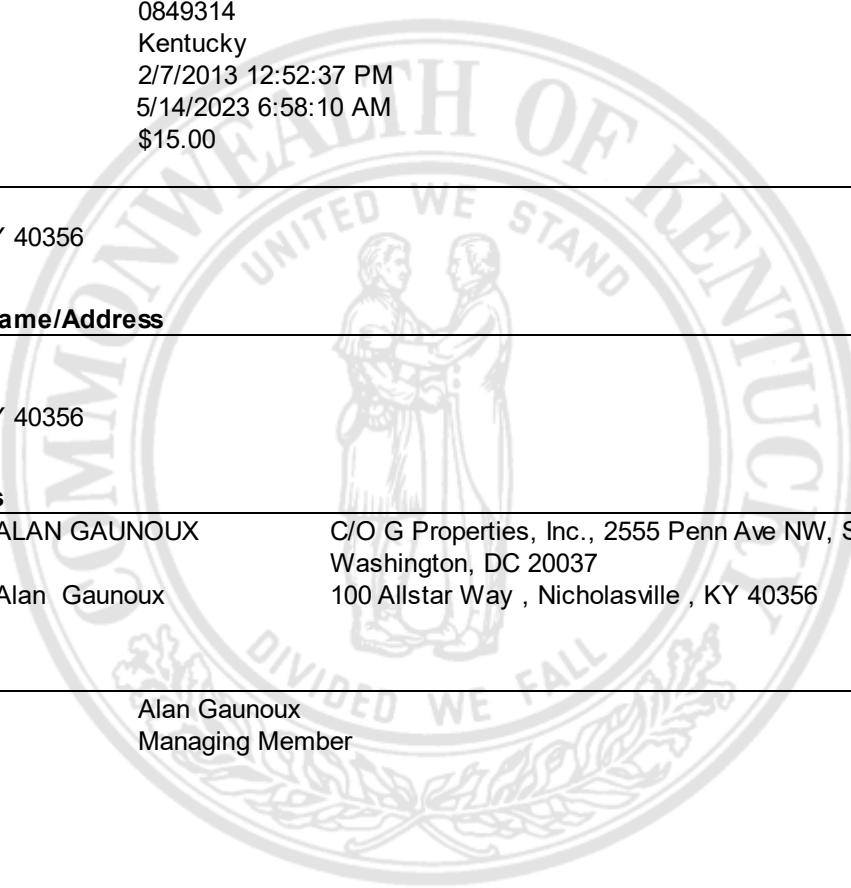 0849314
Kentucky
2/7/2013 12:52:37 PM
5/14/2023 6:58:10 AM
$15.00
COMMONWEALTH OF KENTUCKY
UNITED WE STAND
Y 40356
ame/Address
Y 40356
s
ALAN GAUNOUX C/O G Properties, Inc., 2555 Penn Ave NW, S
Washington, DC 20037
Alan Gaunoux 100 Allstar Way , Nicholasville , KY 40356
DIVIDED WE FALL
Alan Gaunoux
Managing Member